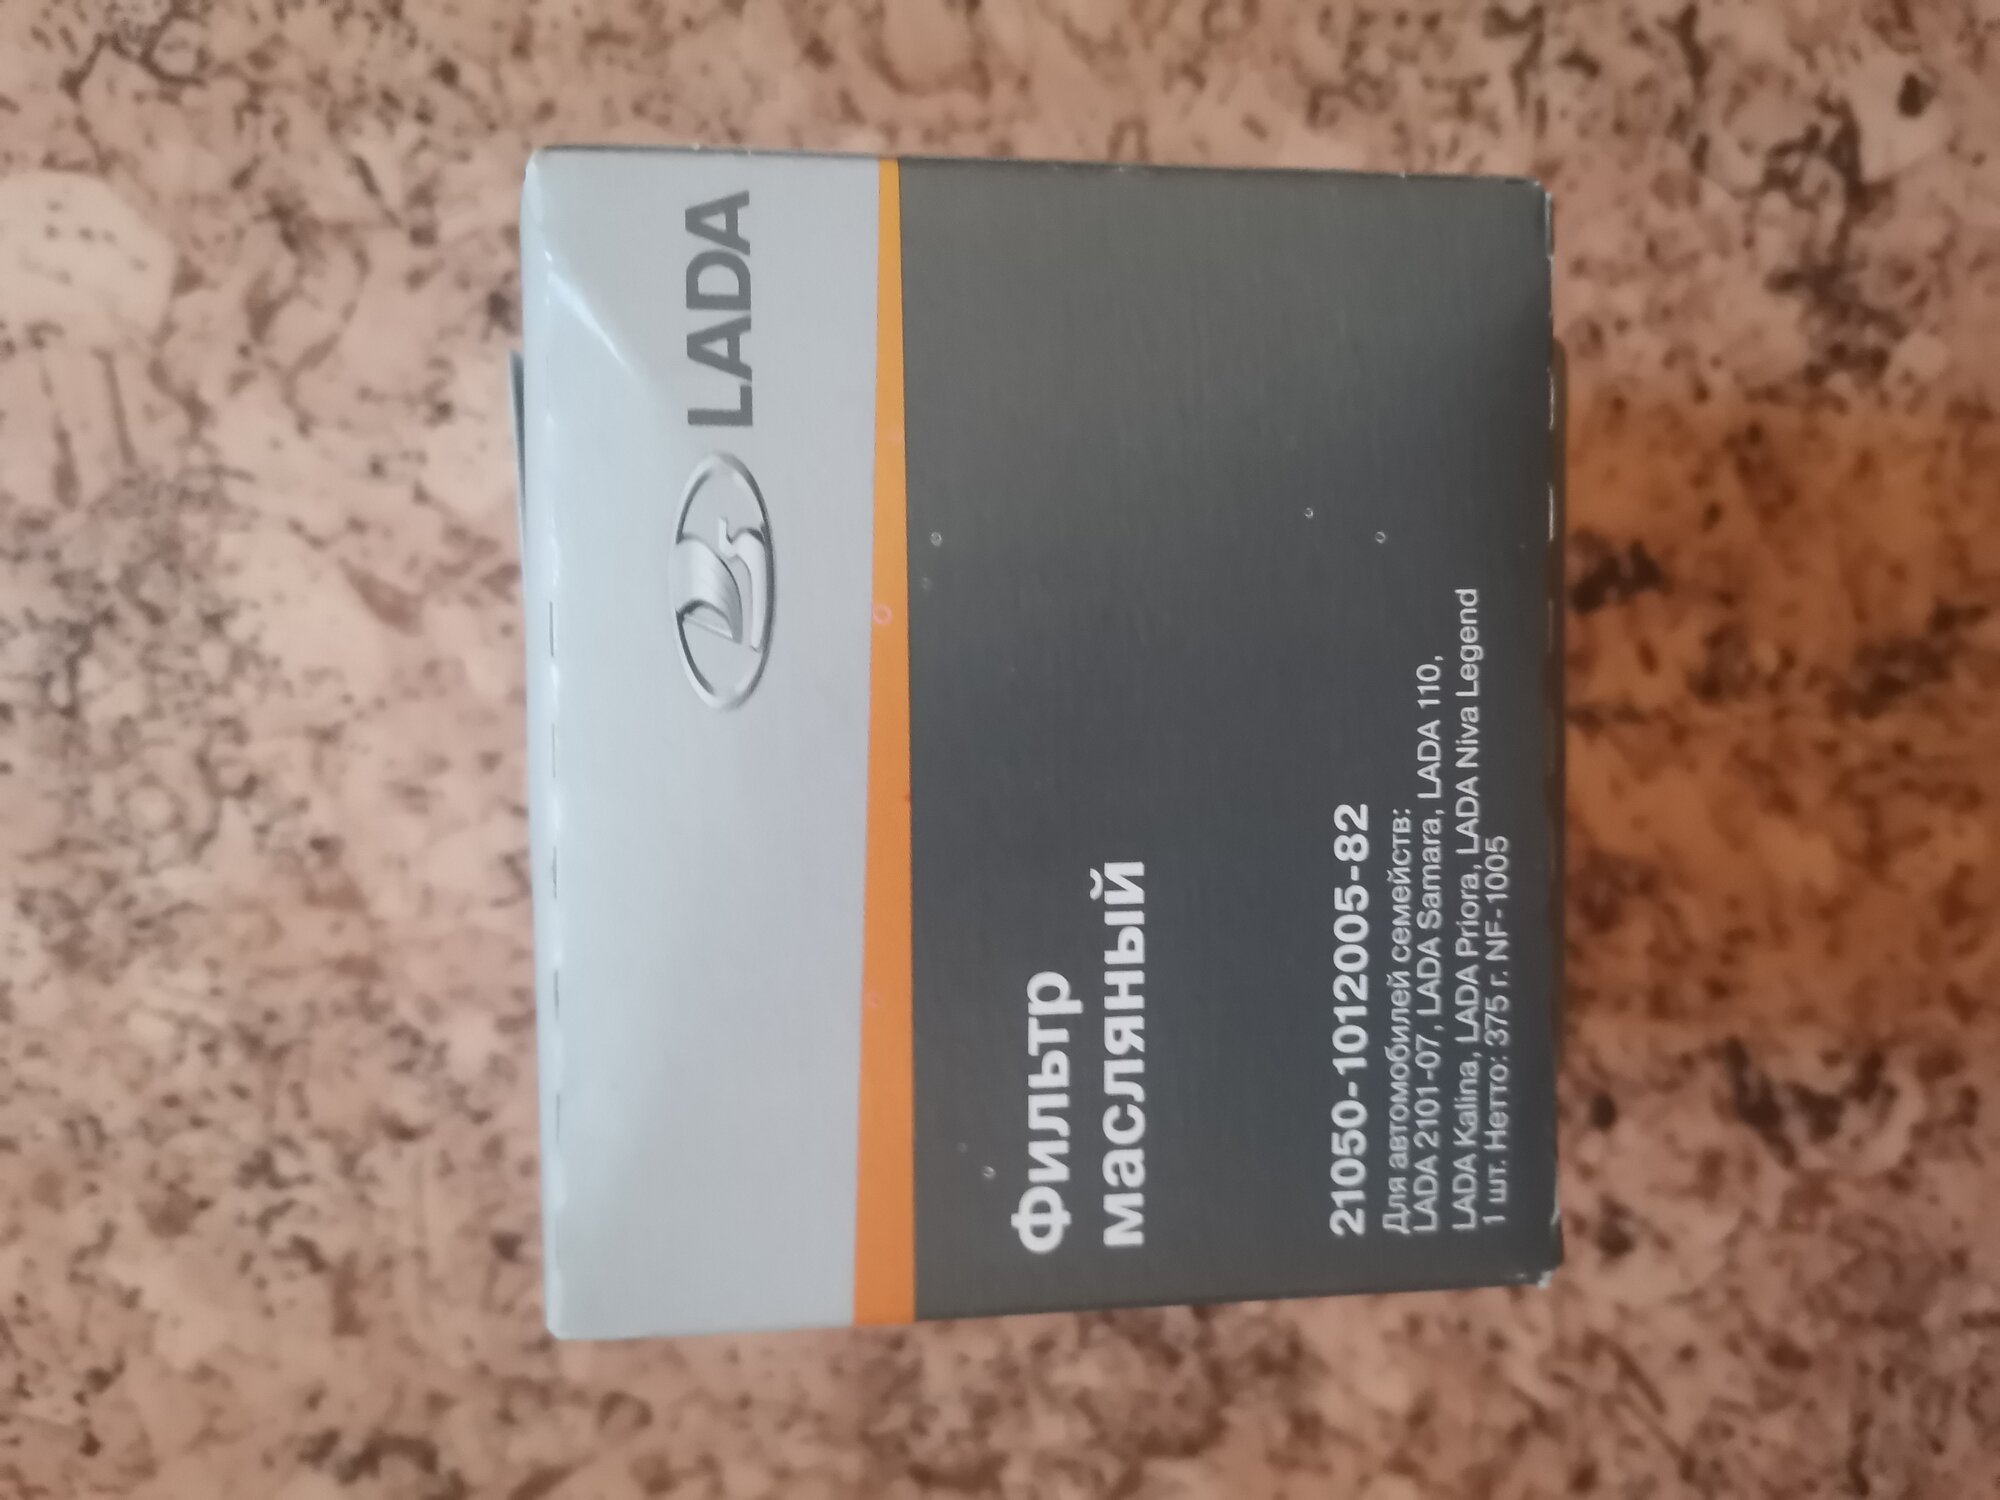 LADA
Фильтр
масляный
21050-1012005-82
Для автомобилей семейств:
LADA 2101-07, LADA Samara, LADA 110,
LADA Kalina, LADA Priora, LADA Niva Legend
1 шт. Нетто: 375 г. NF-1005